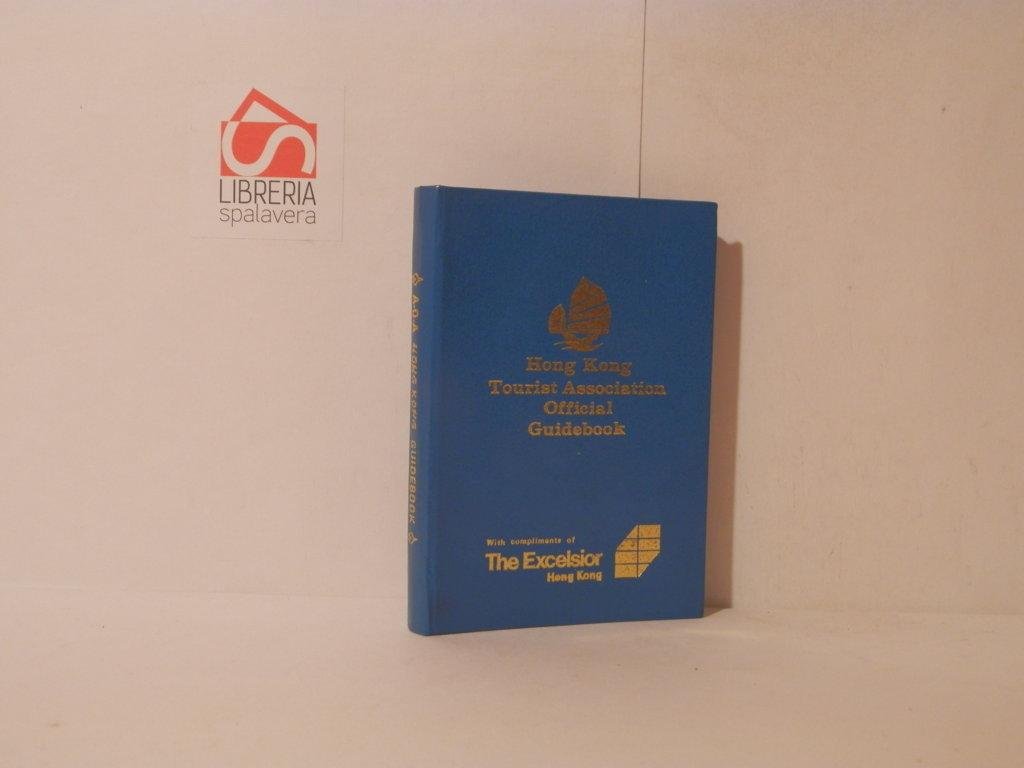 LIBRERIA
spalavera
A-O-A HONG KONG GUIDEBOOK
Hong Kong
Tourist Association
Official
Guidebook
With compliments of
The Excelsior
Hong Kong